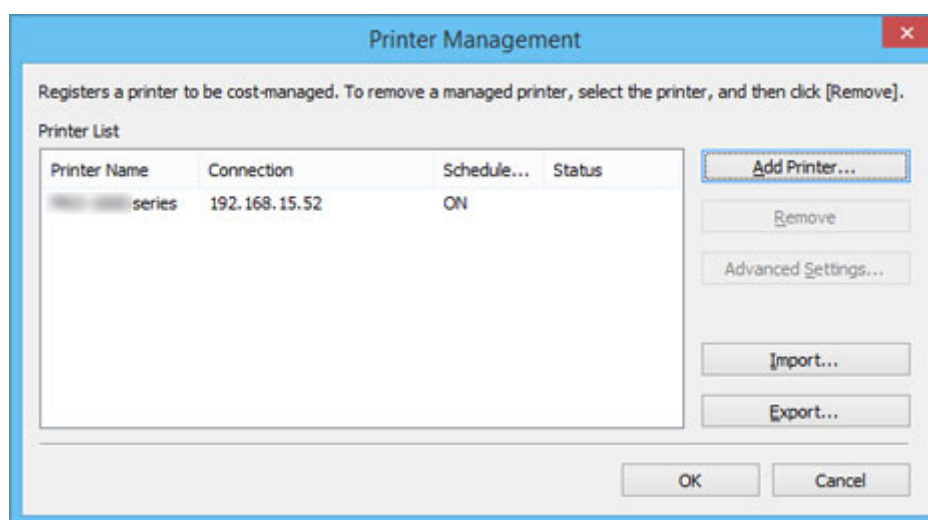 Printer Management
Registers a printer to be cost-managed. To remove a managed printer, select the printer, and then click [Remove].
Printer List
Printer Name Connection Schedule... Status
series 192.168.15.52 ON
Add Printer...
Remove
Advanced Settings...
Import...
Export...
OK Cancel